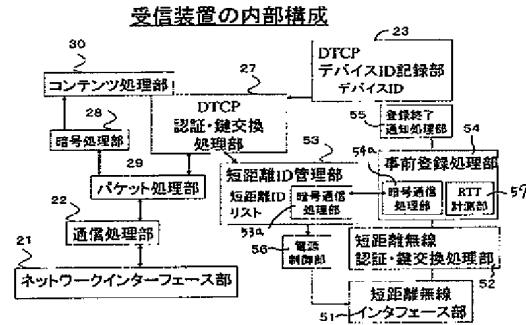 受信装置の内部構成
30
コンテンツ処理部
28
暗号処理部
29
パケット処理部
22
通信処理部
21
ネットワークインターフェース部
27
DTCP
認証・鍵交換
処理部
23
DTCP
デバイスID記録部
デバイスID
55
登録終了
通知処理部
54
事前登録処理部
54a
暗号通信
処理部
RTT
計測部
57
53
短距離ID管理部
短距離ID
リスト
暗号通信
処理部
53a
56
電源
制御部
短距離無線
認証・鍵交換処理部
52
短距離無線
インタフェース部
51